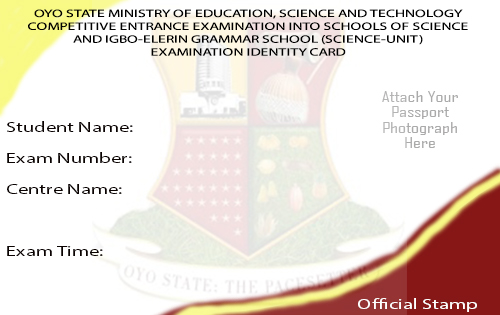 OYO STATE MINISTRY OF EDUCATION, SCIENCE AND TECHNOLOGY
COMPETITIVE ENTRANCE EXAMINATION INTO SCHOOLS OF SCIENCE
AND IGBO-ELERIN GRAMMAR SCHOOL (SCIENCE-UNIT)
EXAMINATION IDENTITY CARD
Attach Your
Passport
Photograph
Here
Student Name:
Exam Number:
Centre Name:
Exam Time:
OYO STATE: THE PACESETTER
Official Stamp